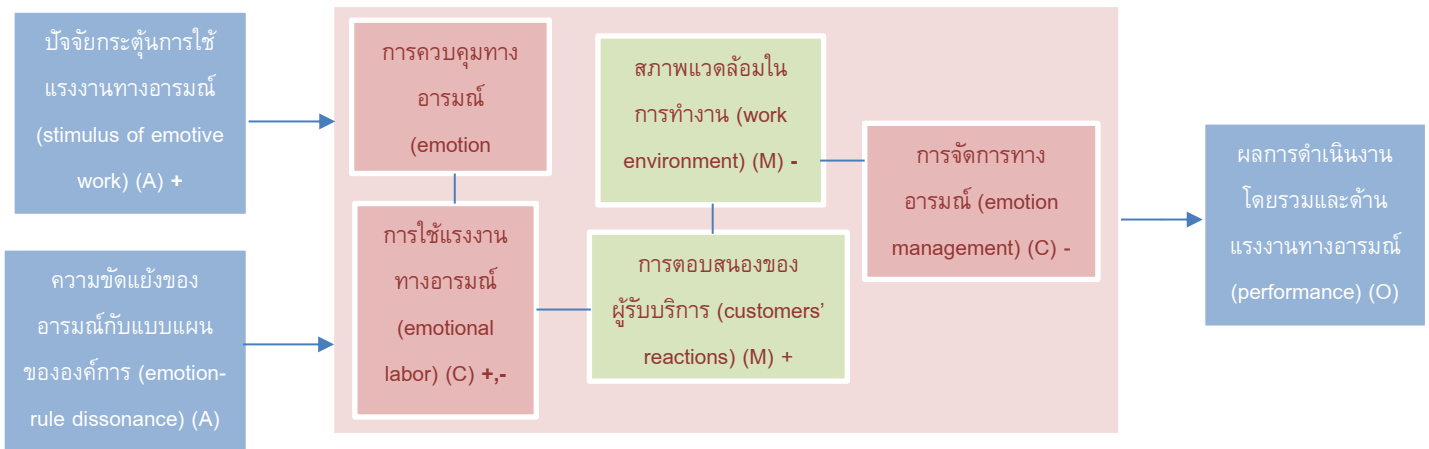 ปัจจัยกระตุ้นการใช้
แรงงานทางอารมณ์
(stimulus of emotive
work) (A) +
ความขัดแย้งของ
อารมณ์กับแบบแผน
ขององค์การ (emotion-
rule dissonance) (A)
การควบคุมทาง
อารมณ์
(emotion
การใช้แรงงาน
ทางอารมณ์
(emotional
labor) (C) +,-
สภาพแวดล้อมใน
การทำงาน (work
environment) (M) -
การตอบสนองของ
ผู้รับบริการ (customers’
reactions) (M) +
การจัดการทาง
อารมณ์ (emotion
management) (C) -
ผลการดำเนินงาน
โดยรวมและด้าน
แรงงานทางอารมณ์
(performance) (O)